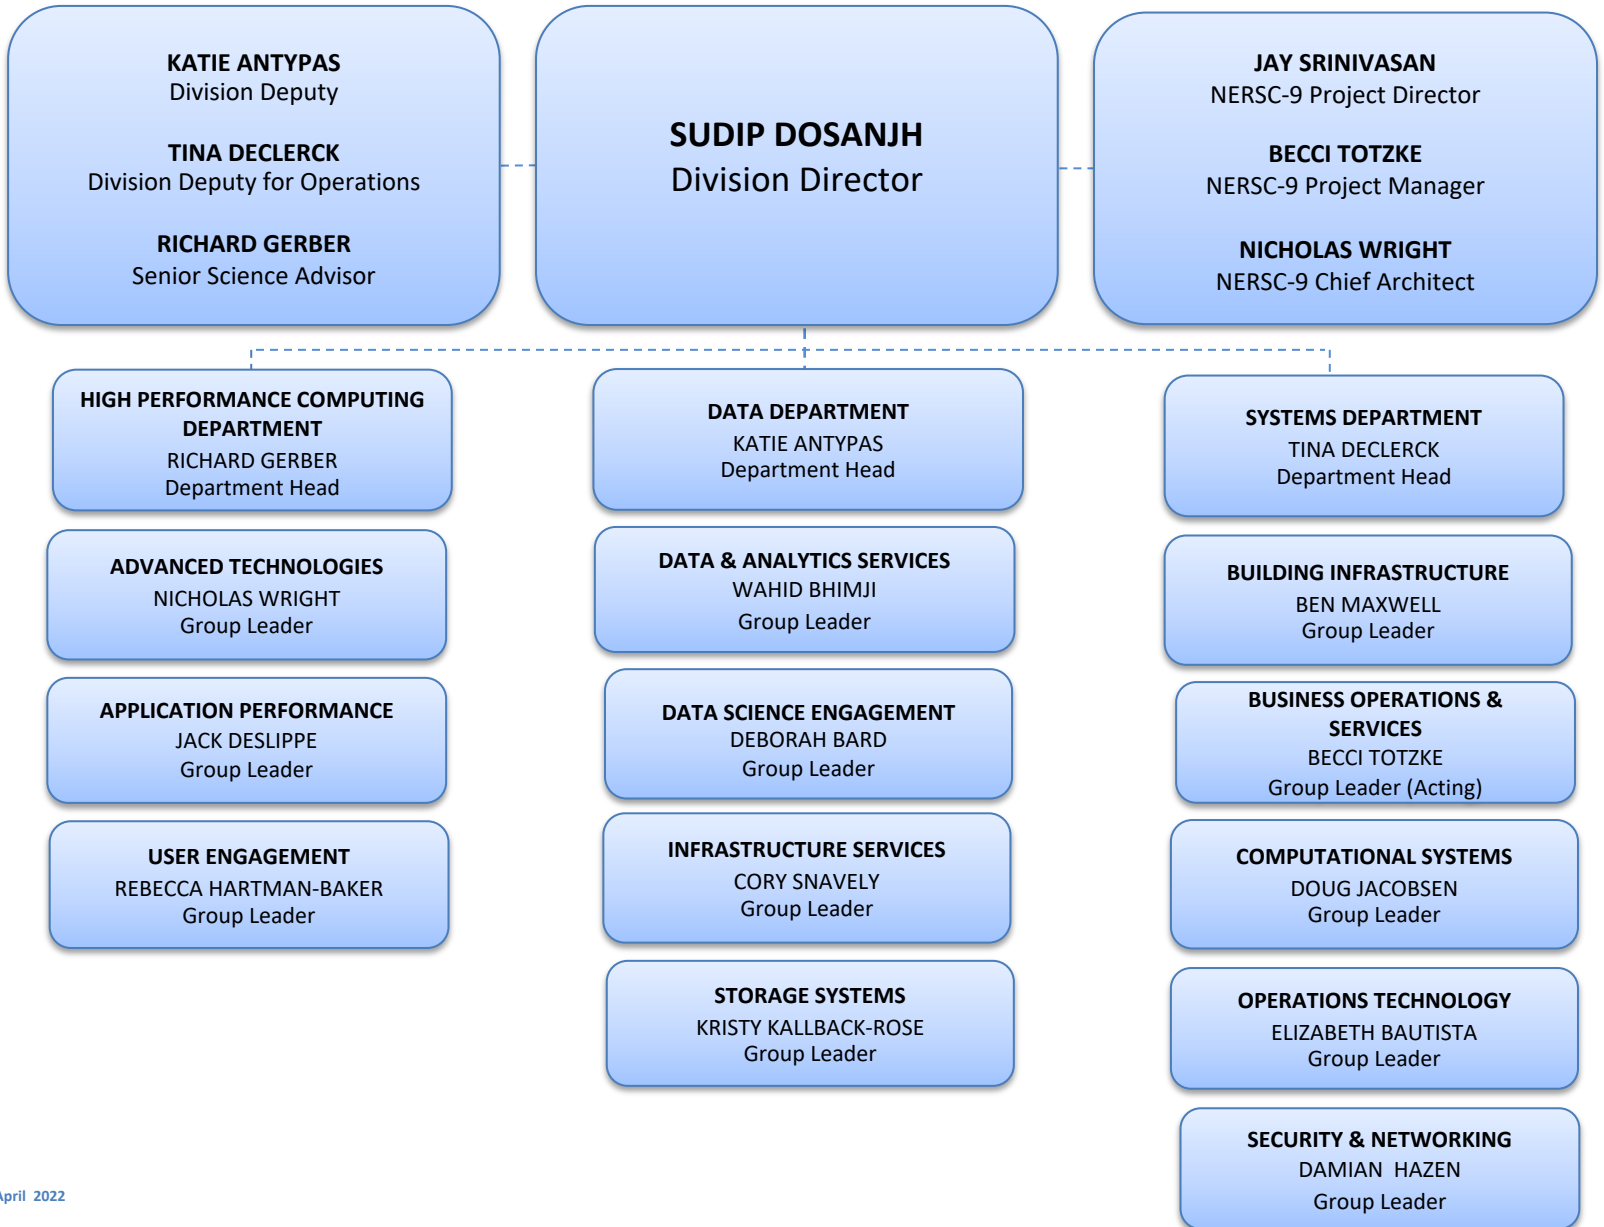 KATIE ANTYPAS
Division Deputy
TINA DECLERCK
Division Deputy for Operations
RICHARD GERBER
Senior Science Advisor
SUDIP DOSANJH
Division Director
JAY SRINIVASAN
NERSC-9 Project Director
BECCI TOTZKE
NERSC-9 Project Manager
NICHOLAS WRIGHT
NERSC-9 Chief Architect
HIGH PERFORMANCE COMPUTING
DEPARTMENT
RICHARD GERBER
Department Head
ADVANCED TECHNOLOGIES
NICHOLAS WRIGHT
Group Leader
APPLICATION PERFORMANCE
JACK DESLIPPE
Group Leader
USER ENGAGEMENT
REBECCA HARTMAN-BAKER
Group Leader
DATA DEPARTMENT
KATIE ANTYPAS
Department Head
DATA & ANALYTICS SERVICES
WAHID BHIMJI
Group Leader
DATA SCIENCE ENGAGEMENT
DEBORAH BARD
Group Leader
INFRASTRUCTURE SERVICES
CORY SNAVELY
Group Leader
STORAGE SYSTEMS
KRISTY KALLBACK-ROSE
Group Leader
SYSTEMS DEPARTMENT
TINA DECLERCK
Department Head
BUILDING INFRASTRUCTURE
BEN MAXWELL
Group Leader
BUSINESS OPERATIONS &
SERVICES
BECCI TOTZKE
Group Leader (Acting)
COMPUTATIONAL SYSTEMS
DOUG JACOBSEN
Group Leader
OPERATIONS TECHNOLOGY
ELIZABETH BAUTISTA
Group Leader
SECURITY & NETWORKING
DAMIAN HAZEN
Group Leader
April 2022